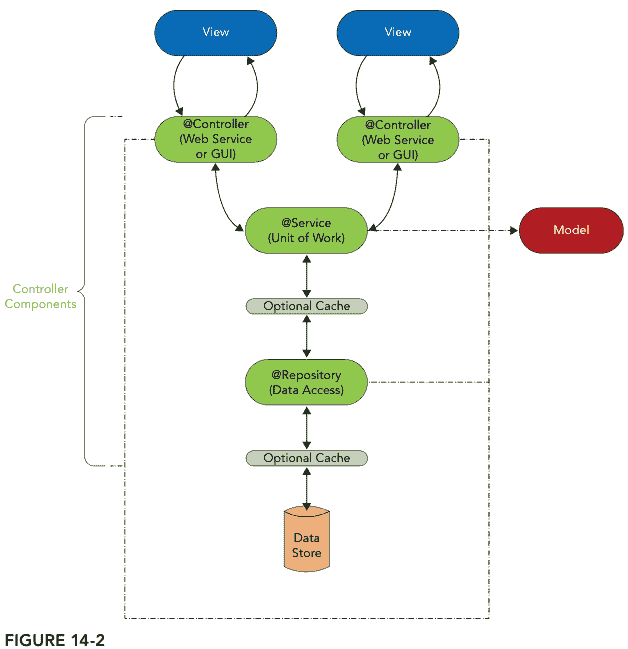 View
View
@Controller
(Web Service
or GUI)
@Controller
(Web Service
or GUI)
@Service
(Unit of Work)
Model
Controller
Components
Optional Cache
@Repository
(Data Access)
Optional Cache
Data
Store
FIGURE 14-2